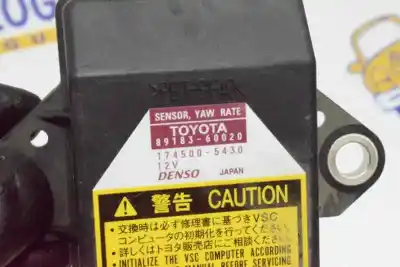 SENSOR, YAW RATE
TOYOTA
89183-60020
174500-5430
12V
DENSO JAPAN
警告 CAUTION
・交換時は必ず修理書に基づきVSC
コンピュータの初期化を行ってください
・詳しくはトヨタ販売店にご相談ください
INITIALIZE THE VSC COMPUTER ACCORDING
MANUAL BEFORE SERVICING